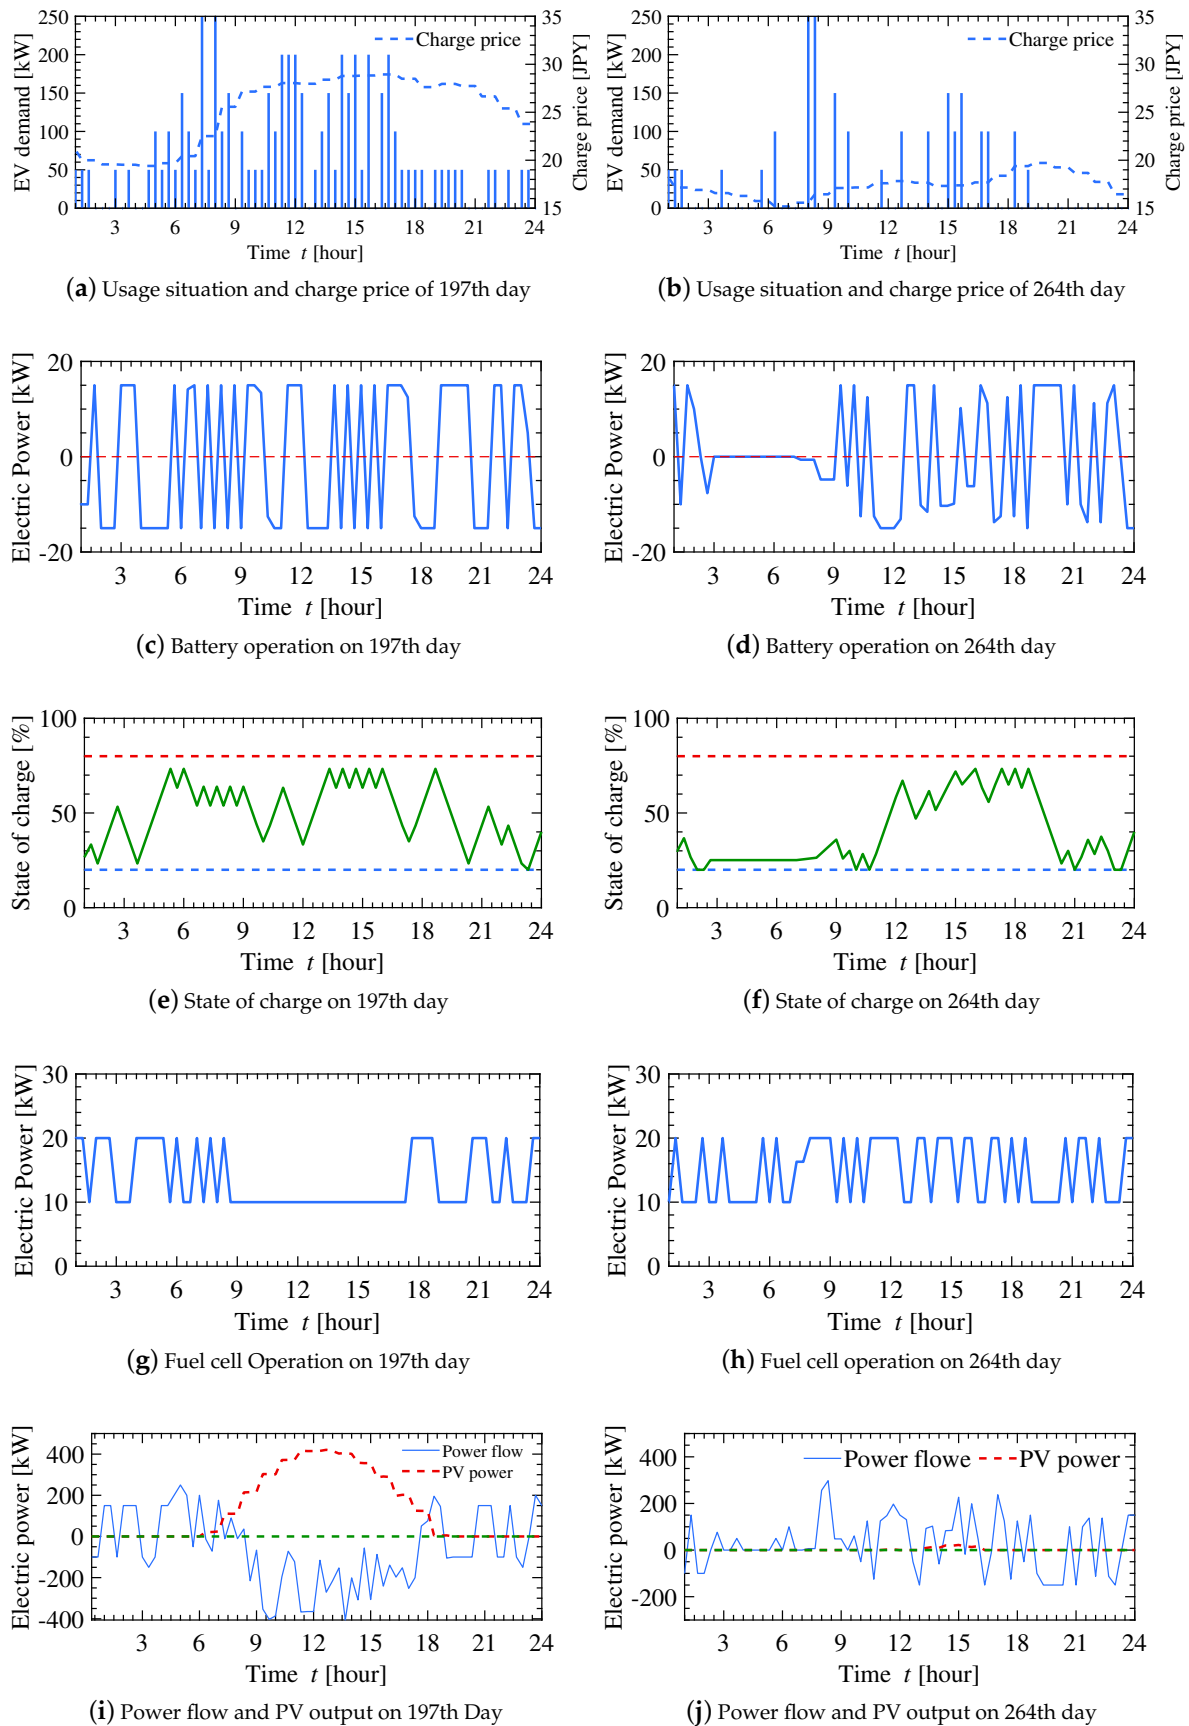 EV demand [kW]
250
200
150
100
50
0
Charge price
35
30
25
20
15
Charge price [JPY]
3 6 9 12 15 18 21 24
Time t [hour]
(a) Usage situation and charge price of 197th day
EV demand [kW]
250
200
150
100
50
0
Charge price
35
30
25
20
15
Charge price [JPY]
3 6 9 12 15 18 21 24
Time t [hour]
(b) Usage situation and charge price of 264th day
Electric Power [kW]
20
0
-20
3 6 9 12 15 18 21 24
Time t [hour]
(c) Battery operation on 197th day
Electric Power [kW]
20
0
-20
3 6 9 12 15 18 21 24
Time t [hour]
(d) Battery operation on 264th day
State of charge [%]
100
50
0
3 6 9 12 15 18 21 24
Time t [hour]
(e) State of charge on 197th day
State of charge [%]
100
50
0
3 6 9 12 15 18 21 24
Time t [hour]
(f) State of charge on 264th day
Electric Power [kW]
30
20
10
0
3 6 9 12 15 18 21 24
Time t [hour]
(g) Fuel cell Operation on 197th day
Electric Power [kW]
30
20
10
0
3 6 9 12 15 18 21 24
Time t [hour]
(h) Fuel cell operation on 264th day
Electric power [kW]
400
200
0
-200
-400
Power flow
PV power
3 6 9 12 15 18 21 24
Time t [hour]
(i) Power flow and PV output on 197th Day
Electric power [kW]
400
200
0
-200
Power flowe PV power
3 6 9 12 15 18 21 24
Time t [hour]
(j) Power flow and PV output on 264th day